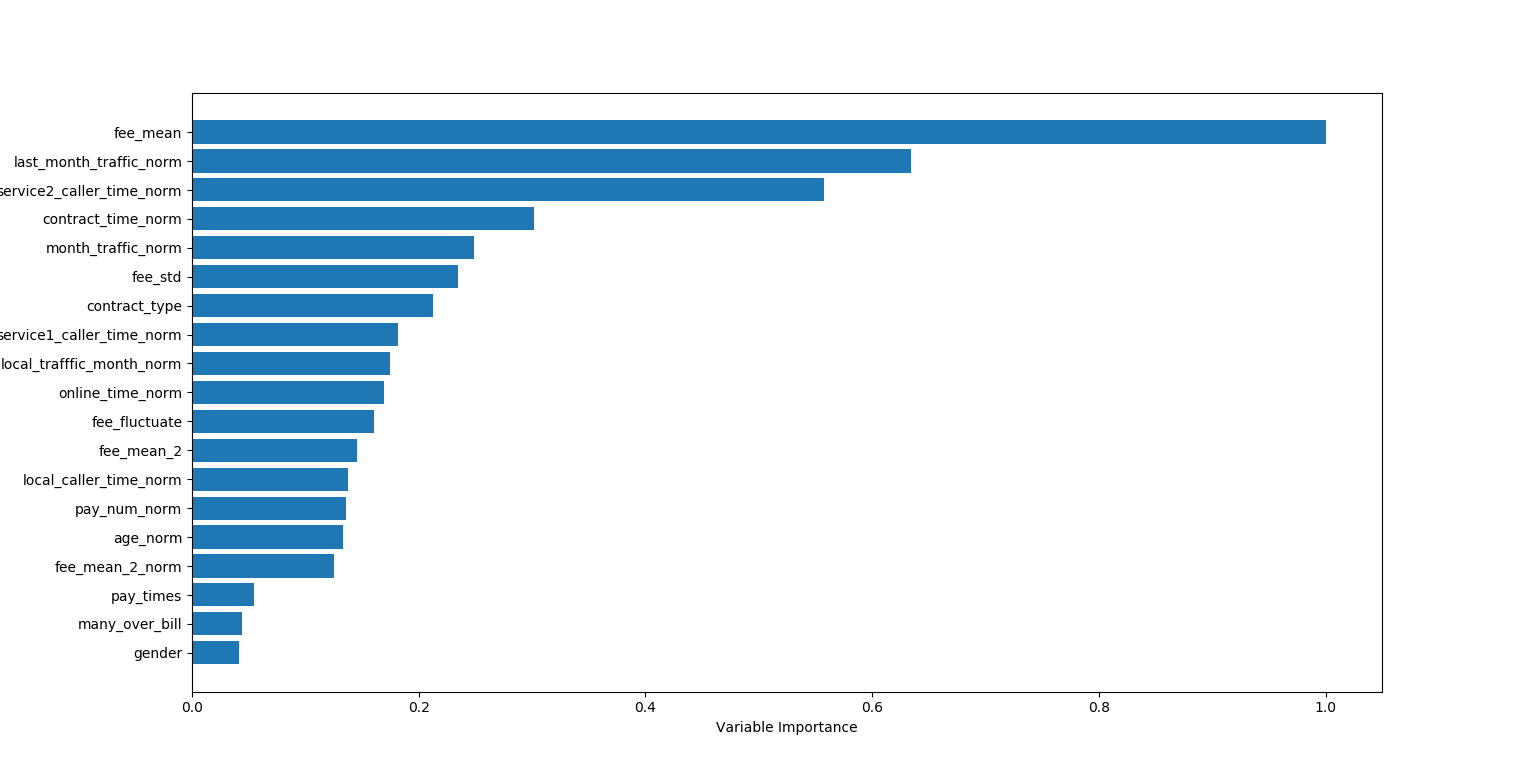 fee_mean
last_month_traffic_norm
service2_caller_time_norm
contract_time_norm
month_traffic_norm
fee_std
contract_type
service1_caller_time_norm
local_trafffic_month_norm
online_time_norm
fee_fluctuate
fee_mean_2
local_caller_time_norm
pay_num_norm
age_norm
fee_mean_2_norm
pay_times
many_over_bill
gender
0.0 0.2 0.4 0.6 0.8 1.0
Variable Importance